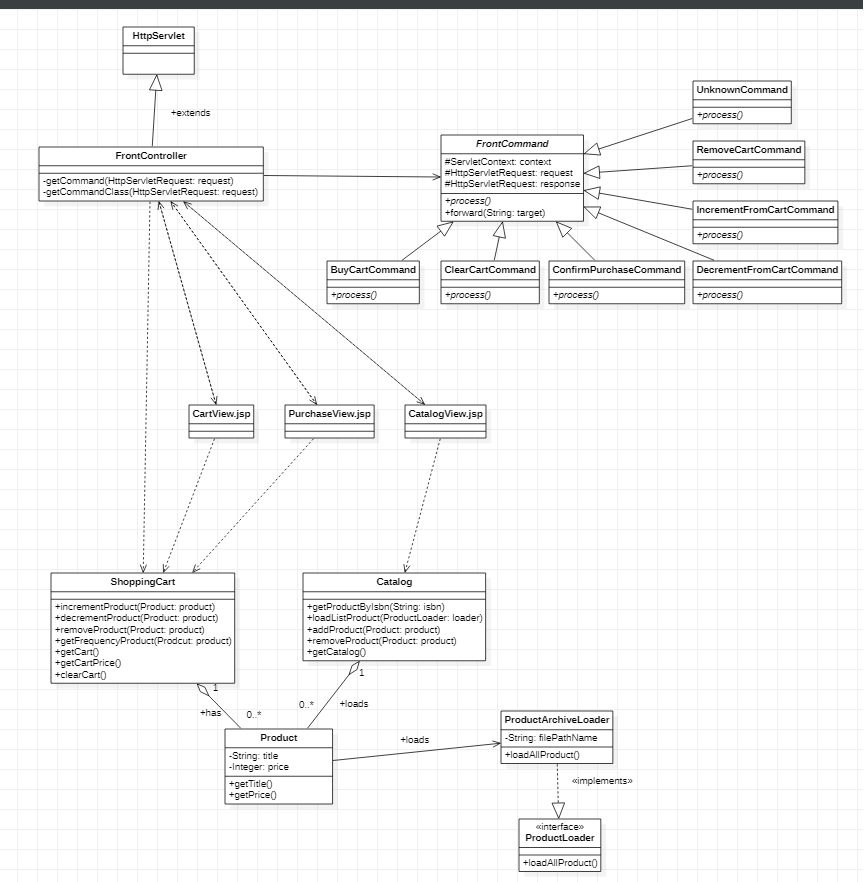 HttpServlet
+extends
FrontController
-getCommand(HttpServletRequest: request)
-getCommandClass(HttpServletRequest: request)
FrontCommand
#ServletContext: context
#HttpServletRequest: request
#HttpServletRequest: response
+process()
+forward(String: target)
UnknownCommand
+process()
RemoveCartCommand
+process()
IncrementFromCartCommand
+process()
BuyCartCommand
+process()
ClearCartCommand
+process()
ConfirmPurchaseCommand
+process()
DecrementFromCartCommand
+process()
CartView.jsp
PurchaseView.jsp
CatalogView.jsp
ShoppingCart
+incrementProduct(Product: product)
+decrementProduct(Product: product)
+removeProduct(Product: product)
+getFrequencyProduct(Prodcut: product)
+getCart()
+getCartPrice()
+clearCart()
Catalog
+getProductByIsbn(String: isbn)
+loadListProduct(ProductLoader: loader)
+addProduct(Product: product)
+removeProduct(Product: product)
+getCatalog()
1
+has
0..*
1
0..*
+loads
Product
-String: title
-Integer: price
+getTitle()
+getPrice()
+loads
ProductArchiveLoader
-String: filePathName
+loadAllProduct()
«implements»
«interface»
ProductLoader
+loadAllProduct()